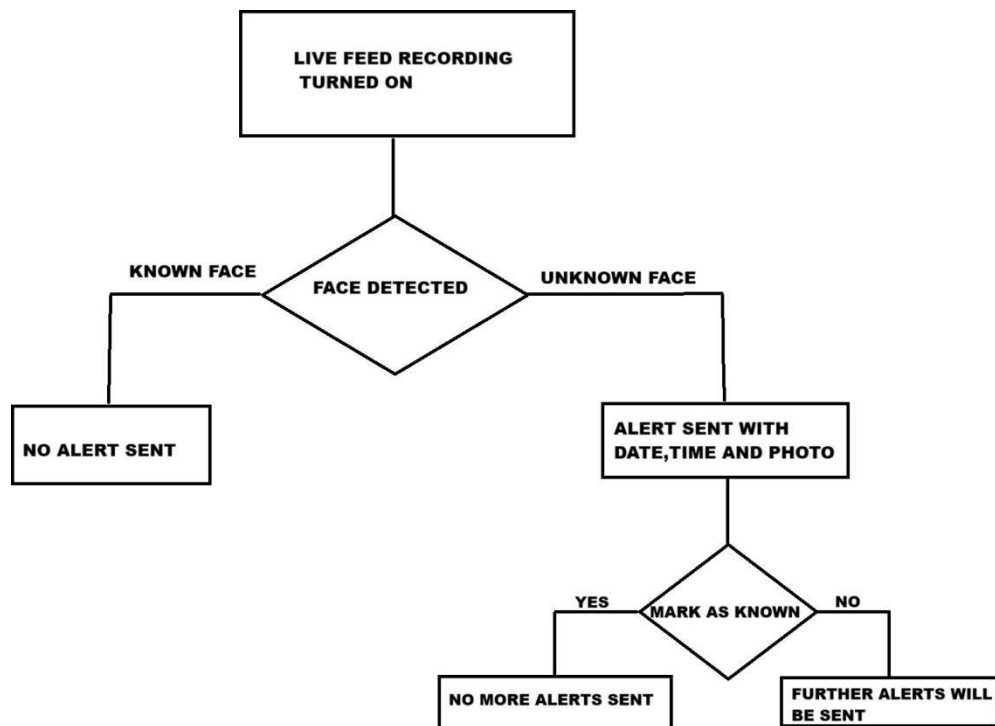 LIVE FEED RECORDING
TURNED ON
KNOWN FACE
FACE DETECTED
UNKNOWN FACE
NO ALERT SENT
ALERT SENT WITH
DATE,TIME AND PHOTO
YES
MARK AS KNOWN
NO
NO MORE ALERTS SENT
FURTHER ALERTS WILL
BE SENT